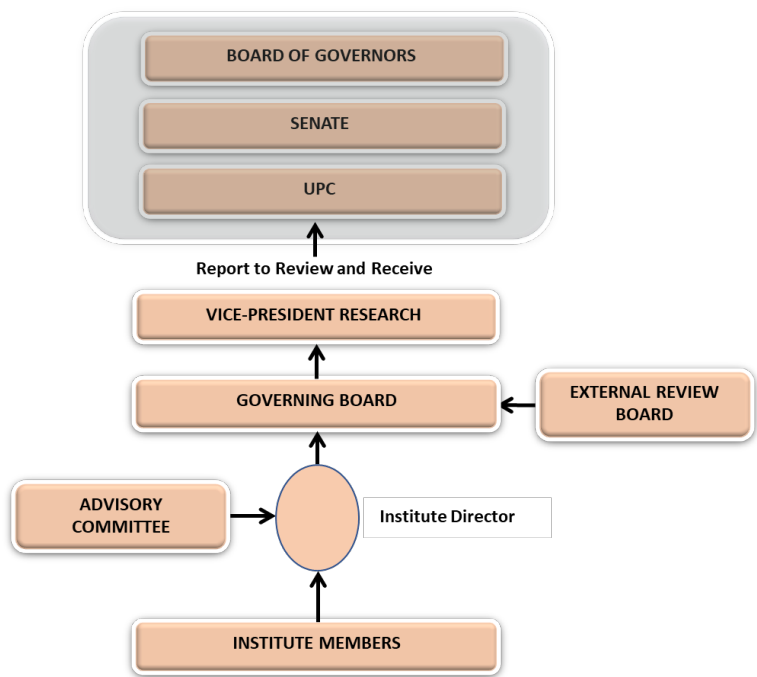 BOARD OF GOVERNORS
SENATE
UPC
Report to Review and Receive
VICE-PRESIDENT RESEARCH
GOVERNING BOARD
EXTERNAL REVIEW
BOARD
ADVISORY
COMMITTEE
Institute Director
INSTITUTE MEMBERS